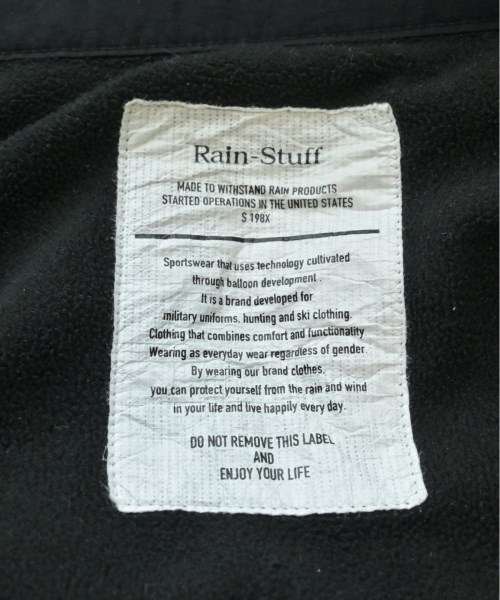 Rain-Stuff
MADE TO WITHSTAND RAIN PRODUCTS
STARTED OPERATIONS IN THE UNITED STATES
S 198X
Sportswear that uses technology cultivated
through balloon development .
It is a brand developed for
military uniforms, hunting and ski clothing.
Clothing that combines comfort and functionality
Wearing as everyday wear regardless of gender.
By wearing our brand clothes.
you can protect yourself from the rain and wind
in your life and live happily every day.
DO NOT REMOVE THIS LABEL
AND
ENJOY YOUR LIFE